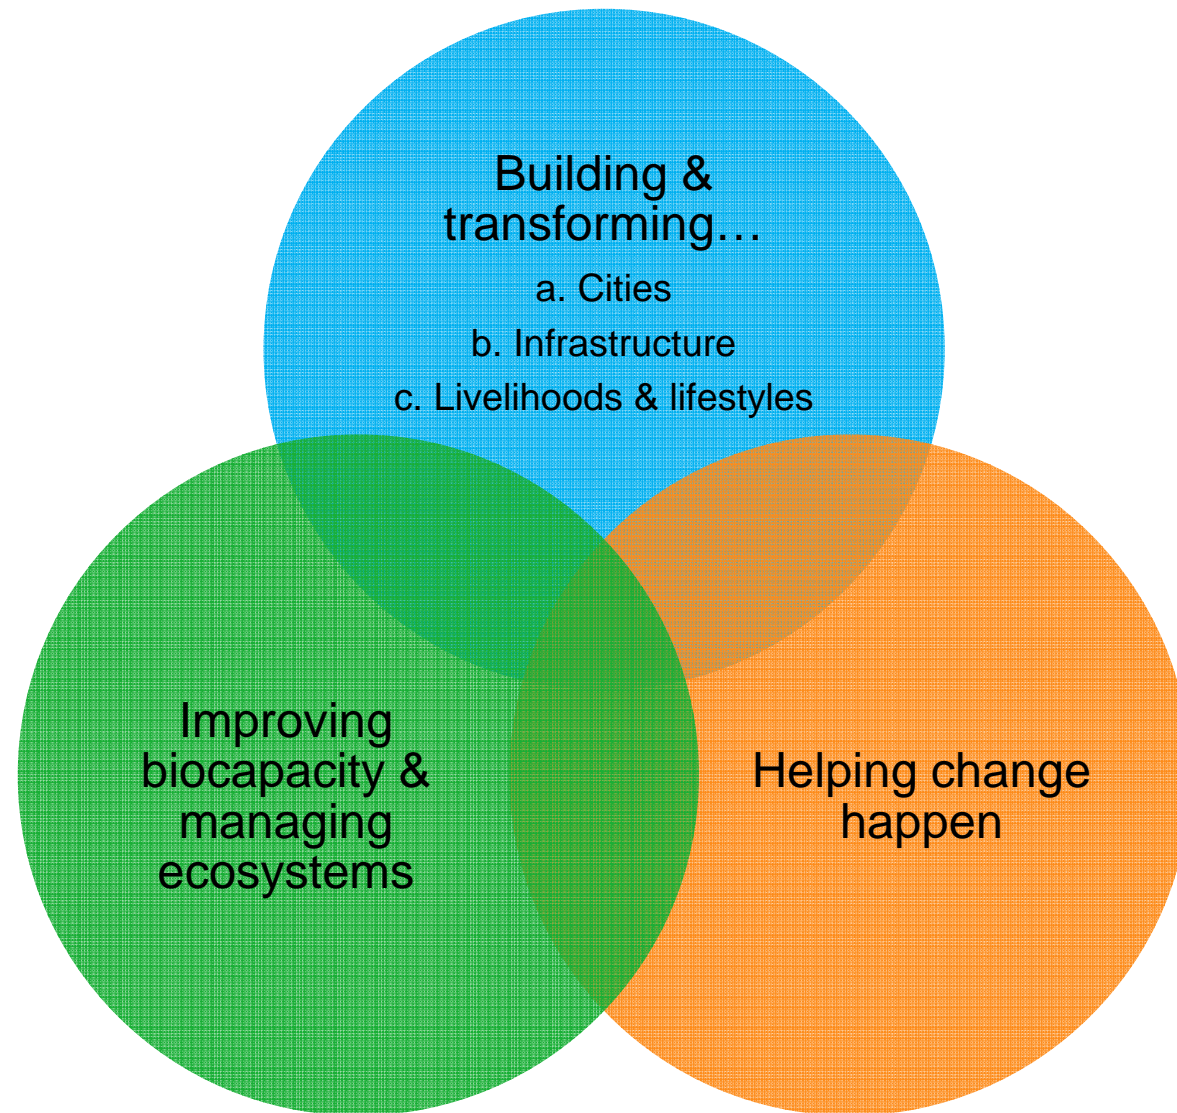 Building &
transforming…
a. Cities
b. Infrastructure
c. Livelihoods & lifestyles
Improving
biocapacity &
managing
ecosystems
Helping change
happen